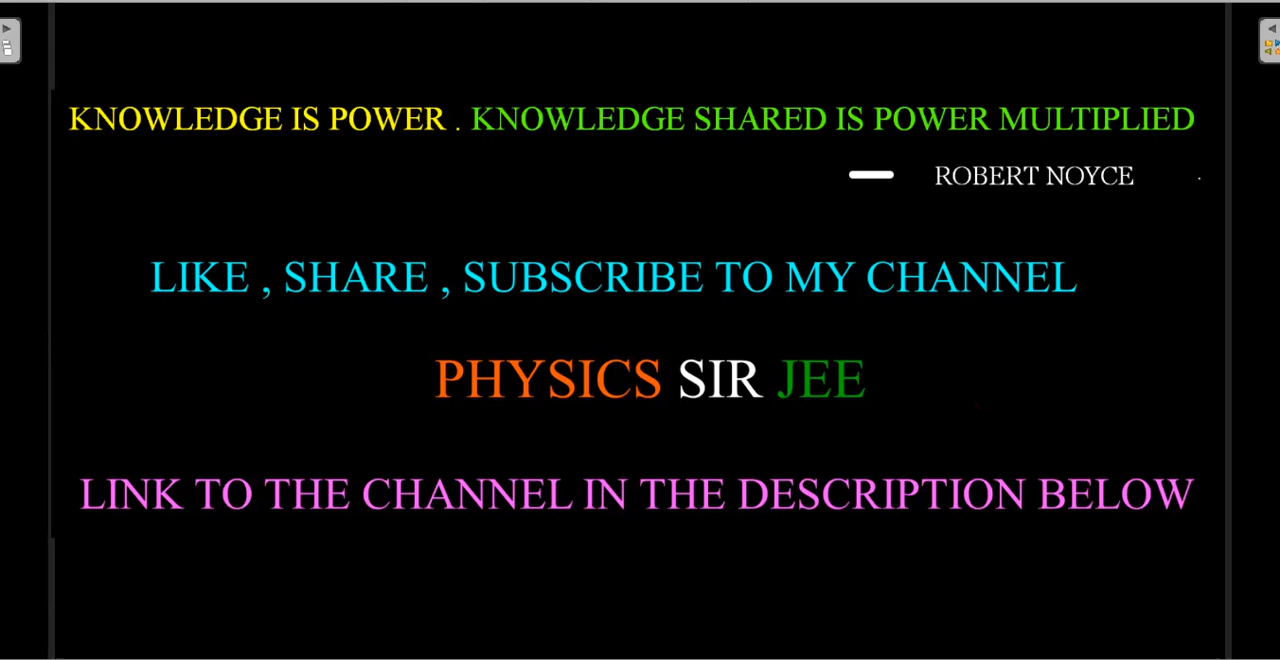 KNOWLEDGE IS POWER . KNOWLEDGE SHARED IS POWER MULTIPLIED
— ROBERT NOYCE
LIKE , SHARE , SUBSCRIBE TO MY CHANNEL
PHYSICS SIR JEE
LINK TO THE CHANNEL IN THE DESCRIPTION BELOW